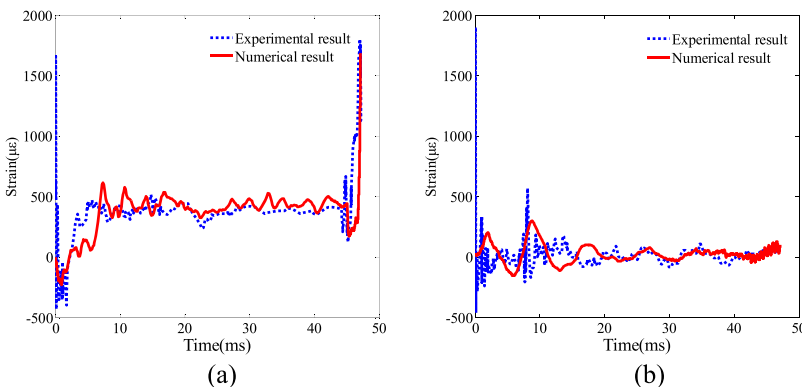 2000
1500
1000
500
0
-500
Strain(με)
0 10 20 30 40 50
Time(ms)
Experimental result
Numerical result
(a)
2000
1500
1000
500
0
-500
Strain(με)
0 10 20 30 40 50
Time(ms)
Experimental result
Numerical result
(b)